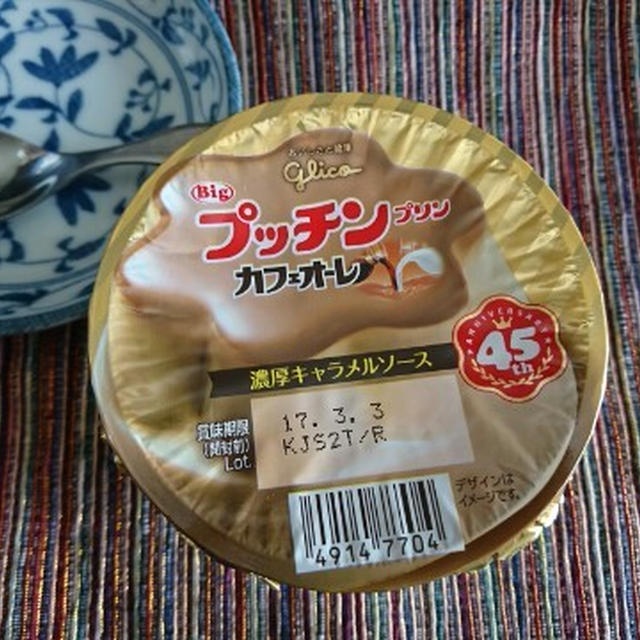 おいしさと健康
glico
Big
プッチンプリン
カフェオーレ
ANNIVERSARY
45th
濃厚キャラメルソース
賞味期限
(開封前)
Lot
17. 3. 3
KJS2T/R
デザインは
イメージです。
4914 7704